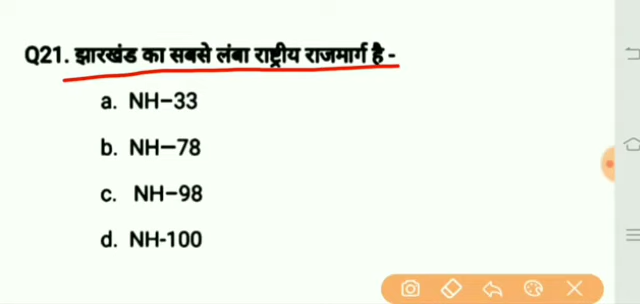 Q21. झारखंड का सबसे लंबा राष्ट्रीय राजमार्ग है -
a. NH–33
b. NH–78
c. NH–98
d. NH-100